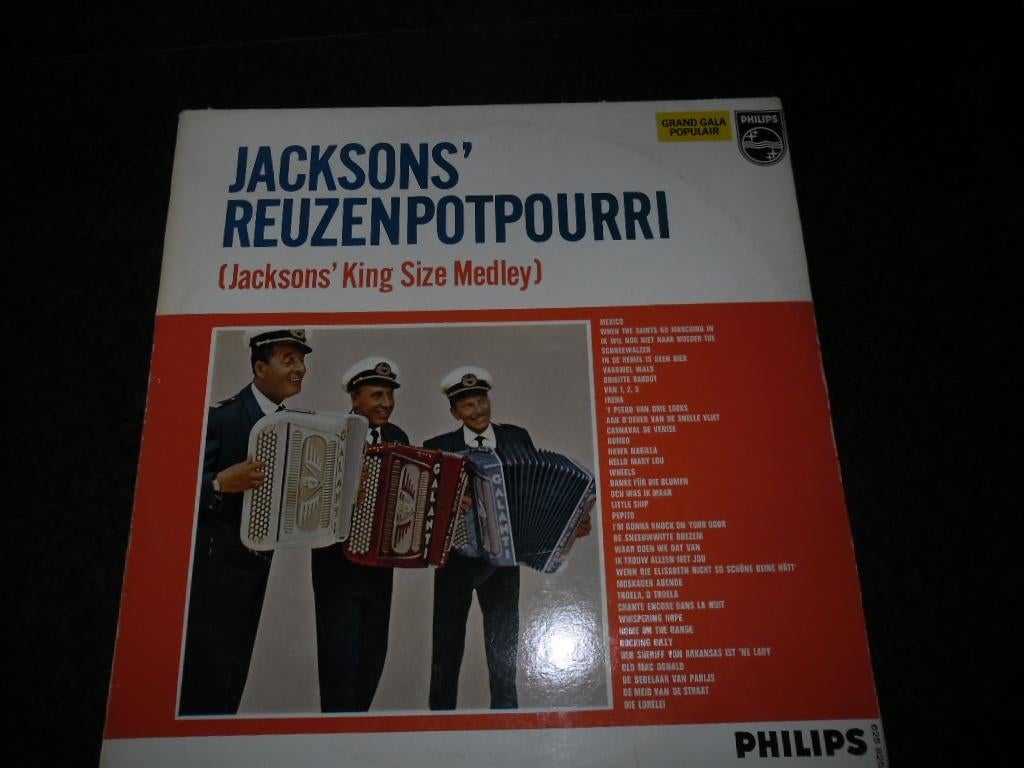 GRAND GALA
POPULAIR
PHILIPS
JACKSONS'
REUZENPOTPOURRI
(Jacksons' King Size Medley)
MEXICO
WHEN THE SAINTS GO MARCHING IN
IK WIL NOG NIET NAAR MOEDER TOE
SCHNEEWALZER
IN DE HEMEL IS GEEN BIER
VAARWEL WALS
BRIGITTE BARDOT
VAN 1, 2, 3
IRENA
'T PEERD VAN OME LOEKS
AAN D'OEVER VAN DE SNELLE VLIET
CARNAVAL DE VENISE
ROMEO
HAWA NAGILLA
HELLO MARY LOU
WHEELS
DANKE FÜR DIE BLUMEN
OCH WAS IK MAAR
LITTLE SHIP
PEPITO
I'M GONNA KNOCK ON YOUR DOOR
DE SNEEUWWITTE BOEZEM
WAAR DOEN WE DAT VAN
IK TROUW ALLEEN MET JOU
WENN DIE ELISABETH NICHT SO SCHÖNE BEINE HÄTT'
MOSKAUER ABENDE
TROELA, O TROELA
CHANTE ENCORE DANS LA NUIT
WHISPERING HOPE
HOME ON THE RANGE
ROCKING BILLY
DER SHERIFF VON ARKANSAS IST 'NE LADY
OLD MAC DONALD
DE BEDELAAR VAN PARIJS
DE MEID VAN DE STRAAT
DIE LORELEI
GALANTI
GALANTI
GALANTI
PHILIPS